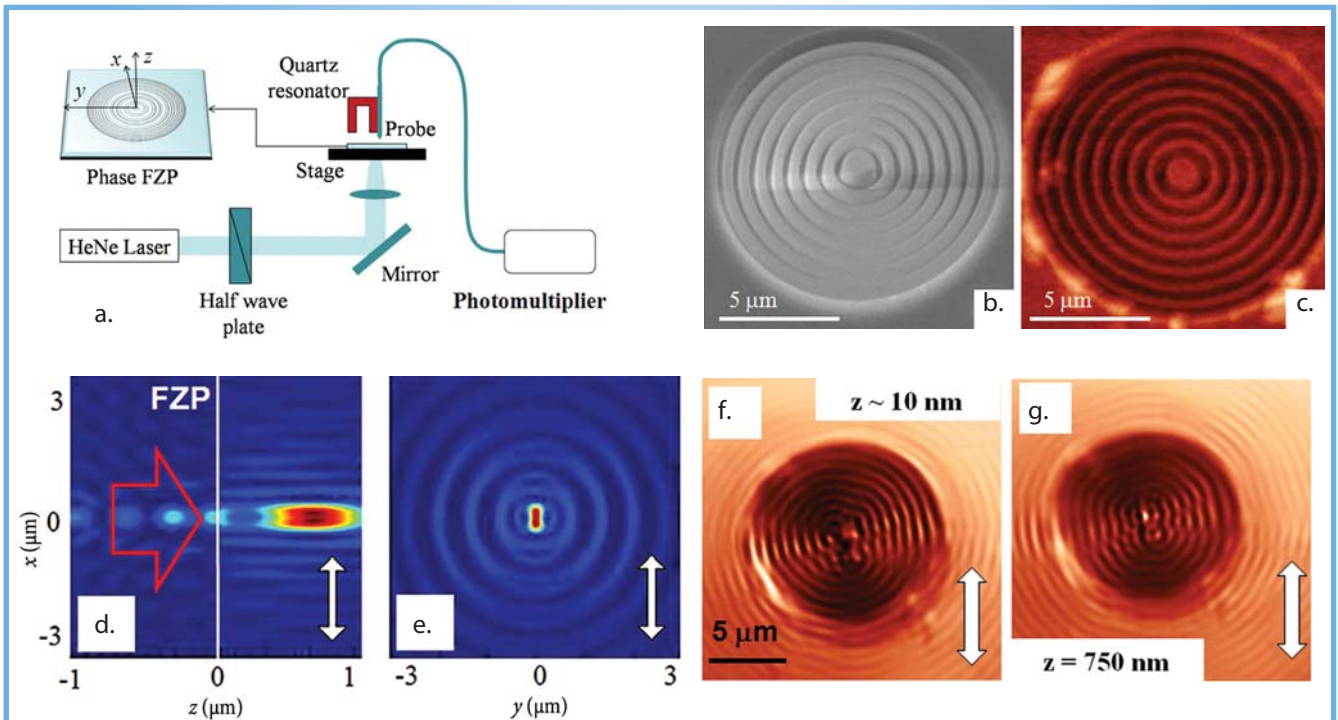 x
z
y
Phase FZP
Quartz
resonator
Probe
Stage
HeNe Laser
Half wave
plate
Mirror
Photomultiplier
a.
5 μm
b.
5 μm
c.
x (μm)
3
0
-3
FZP
d.
-1
0
1
z (μm)
e.
-3
0
3
y (μm)
f.
z ~ 10 nm
5 μm
g.
z = 750 nm